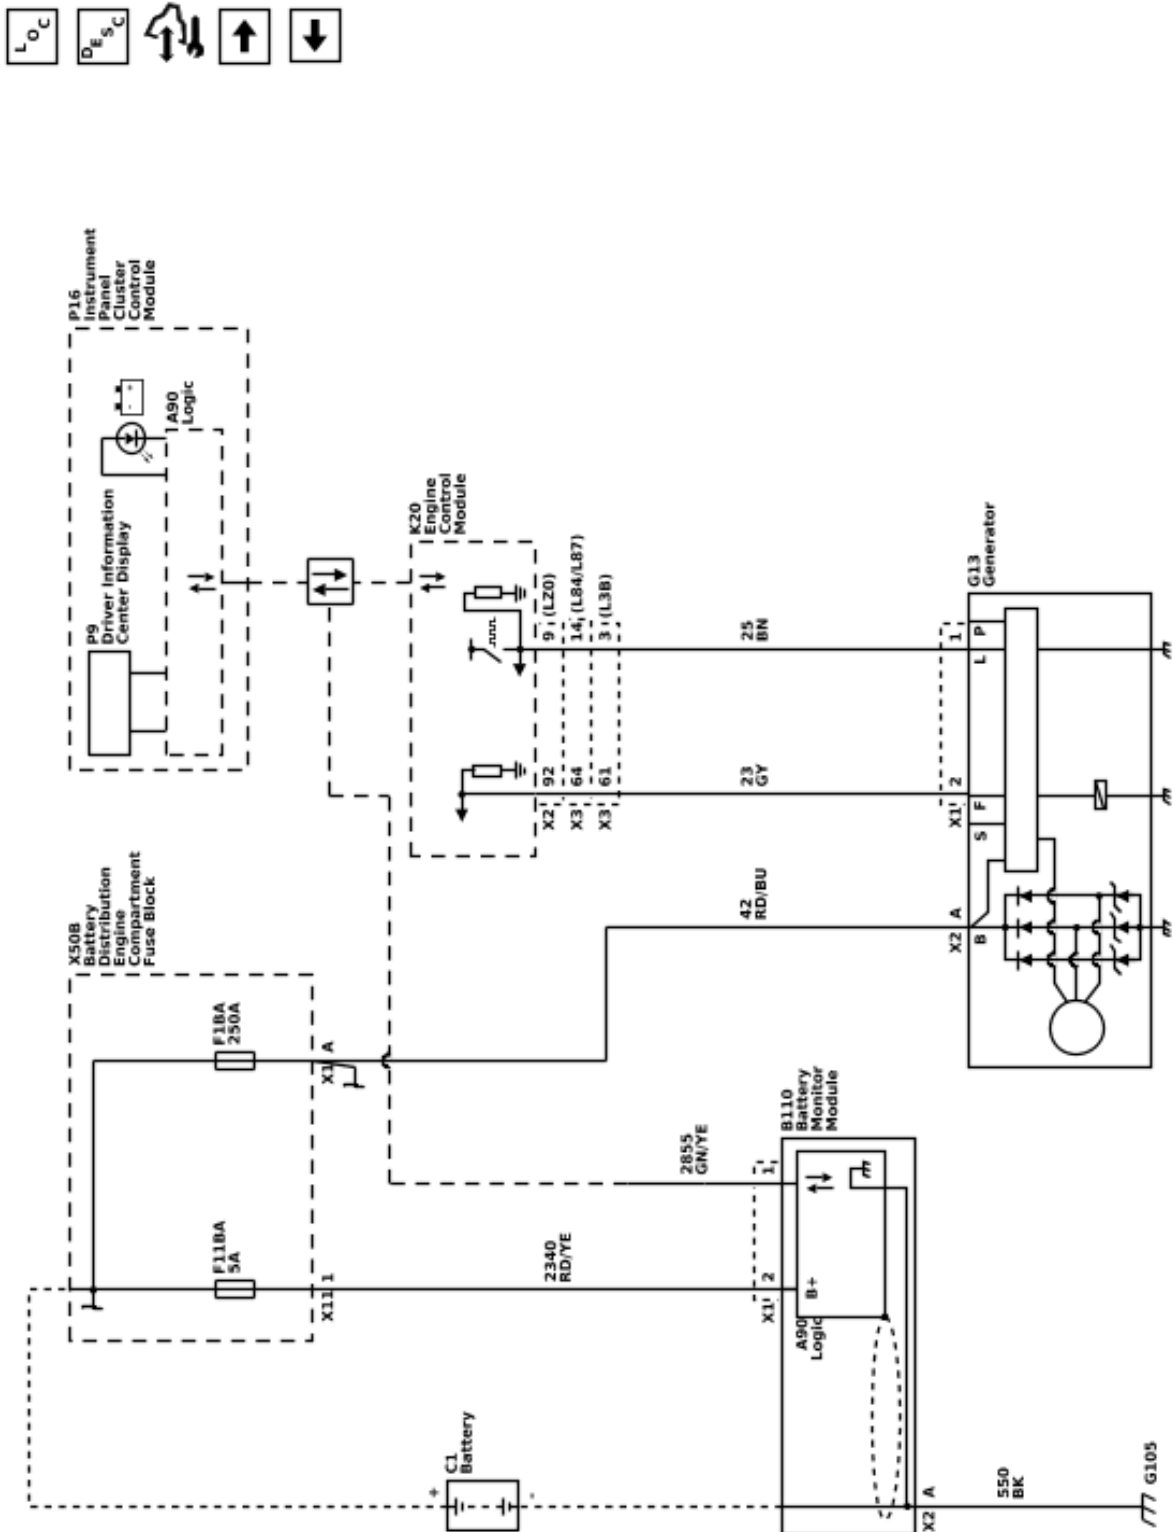 LOC
DESC
P16
Instrument
Panel
Cluster
Control
Module
A90
Logic
P9
Driver Information
Center Display
K20
Engine
Control
Module
9 (LZ0)
14 (L84/L87)
3 (L3B)
X2 92
X3 64
X3 61
25
BN
23
GY
G13
Generator
1
P
L
2
X1
F
S
42
RD/BU
X2 A
B
X50B
Battery
Distribution
Engine
Compartment
Fuse Block
F1BA
250A
X1 A
F11BA
5A
X11 1
2855
GN/YE
2340
RD/YE
B110
Battery
Monitor
Module
1
2
X1
B+
A90
Logic
C1
Battery
+
-
X2 A
550
BK
G105